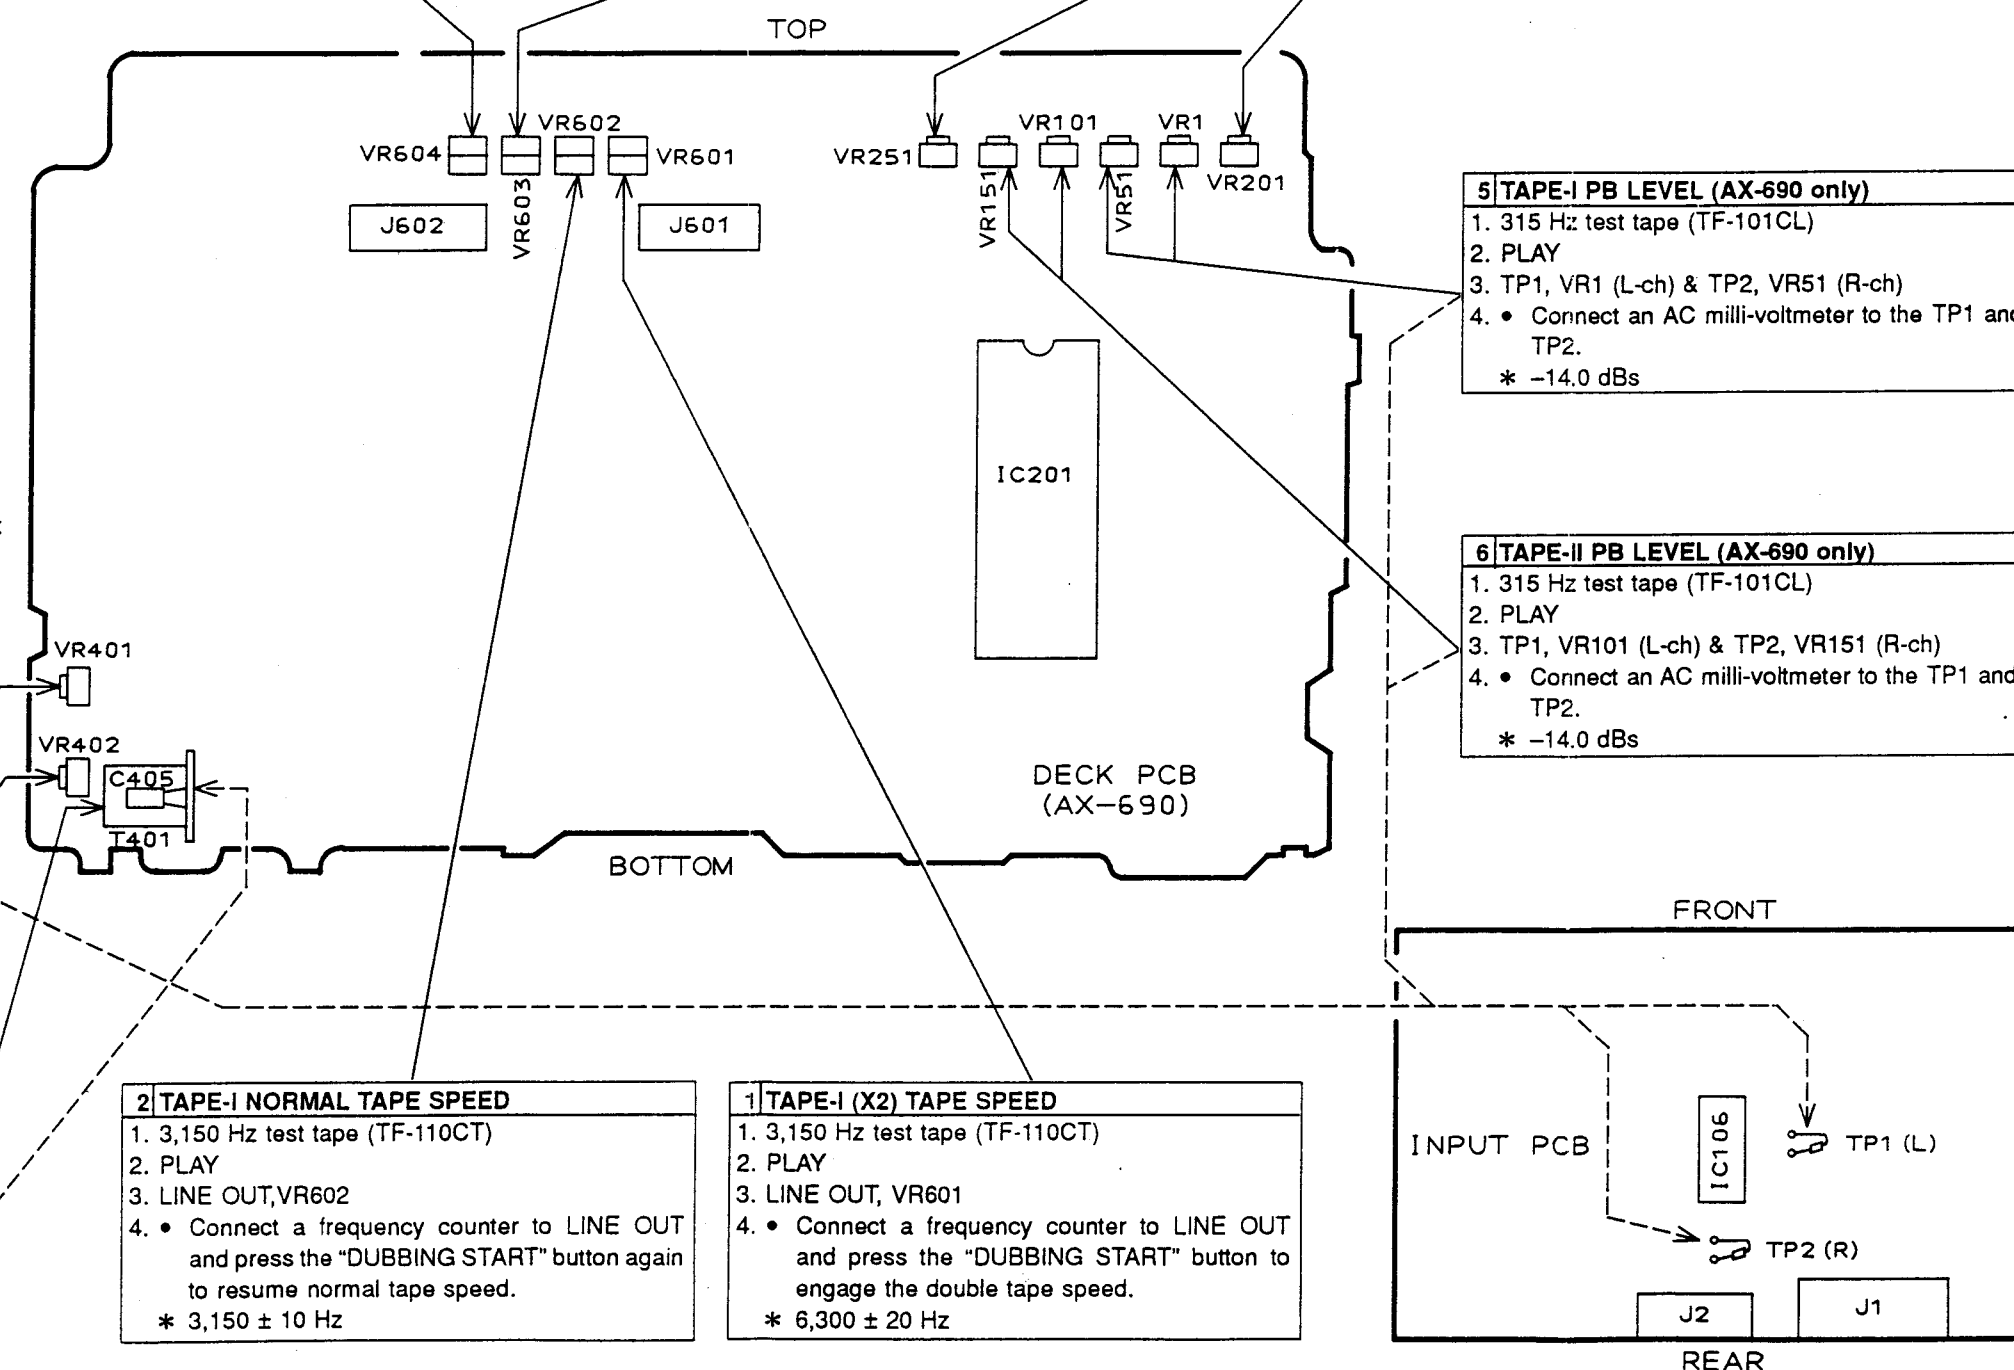 TOP
VR604
VR603
VR602
VR601
J602
J601
VR251
VR151
VR101
VR51
VR1
VR201
IC201
VR401
VR402
C405
T401
DECK PCB
(AX-690)
BOTTOM
5 TAPE-I PB LEVEL (AX-690 only)
1. 315 Hz test tape (TF-101CL)
2. PLAY
3. TP1, VR1 (L-ch) & TP2, VR51 (R-ch)
4. • Connect an AC milli-voltmeter to the TP1 and
TP2.
* –14.0 dBs
6 TAPE-II PB LEVEL (AX-690 only)
1. 315 Hz test tape (TF-101CL)
2. PLAY
3. TP1, VR101 (L-ch) & TP2, VR151 (R-ch)
4. • Connect an AC milli-voltmeter to the TP1 and
TP2.
* –14.0 dBs
2 TAPE-I NORMAL TAPE SPEED
1. 3,150 Hz test tape (TF-110CT)
2. PLAY
3. LINE OUT,VR602
4. • Connect a frequency counter to LINE OUT
and press the “DUBBING START” button again
to resume normal tape speed.
* 3,150 ± 10 Hz
1 TAPE-I (X2) TAPE SPEED
1. 3,150 Hz test tape (TF-110CT)
2. PLAY
3. LINE OUT, VR601
4. • Connect a frequency counter to LINE OUT
and press the “DUBBING START” button to
engage the double tape speed.
* 6,300 ± 20 Hz
FRONT
INPUT PCB
IC106
TP1 (L)
TP2 (R)
J2
J1
REAR